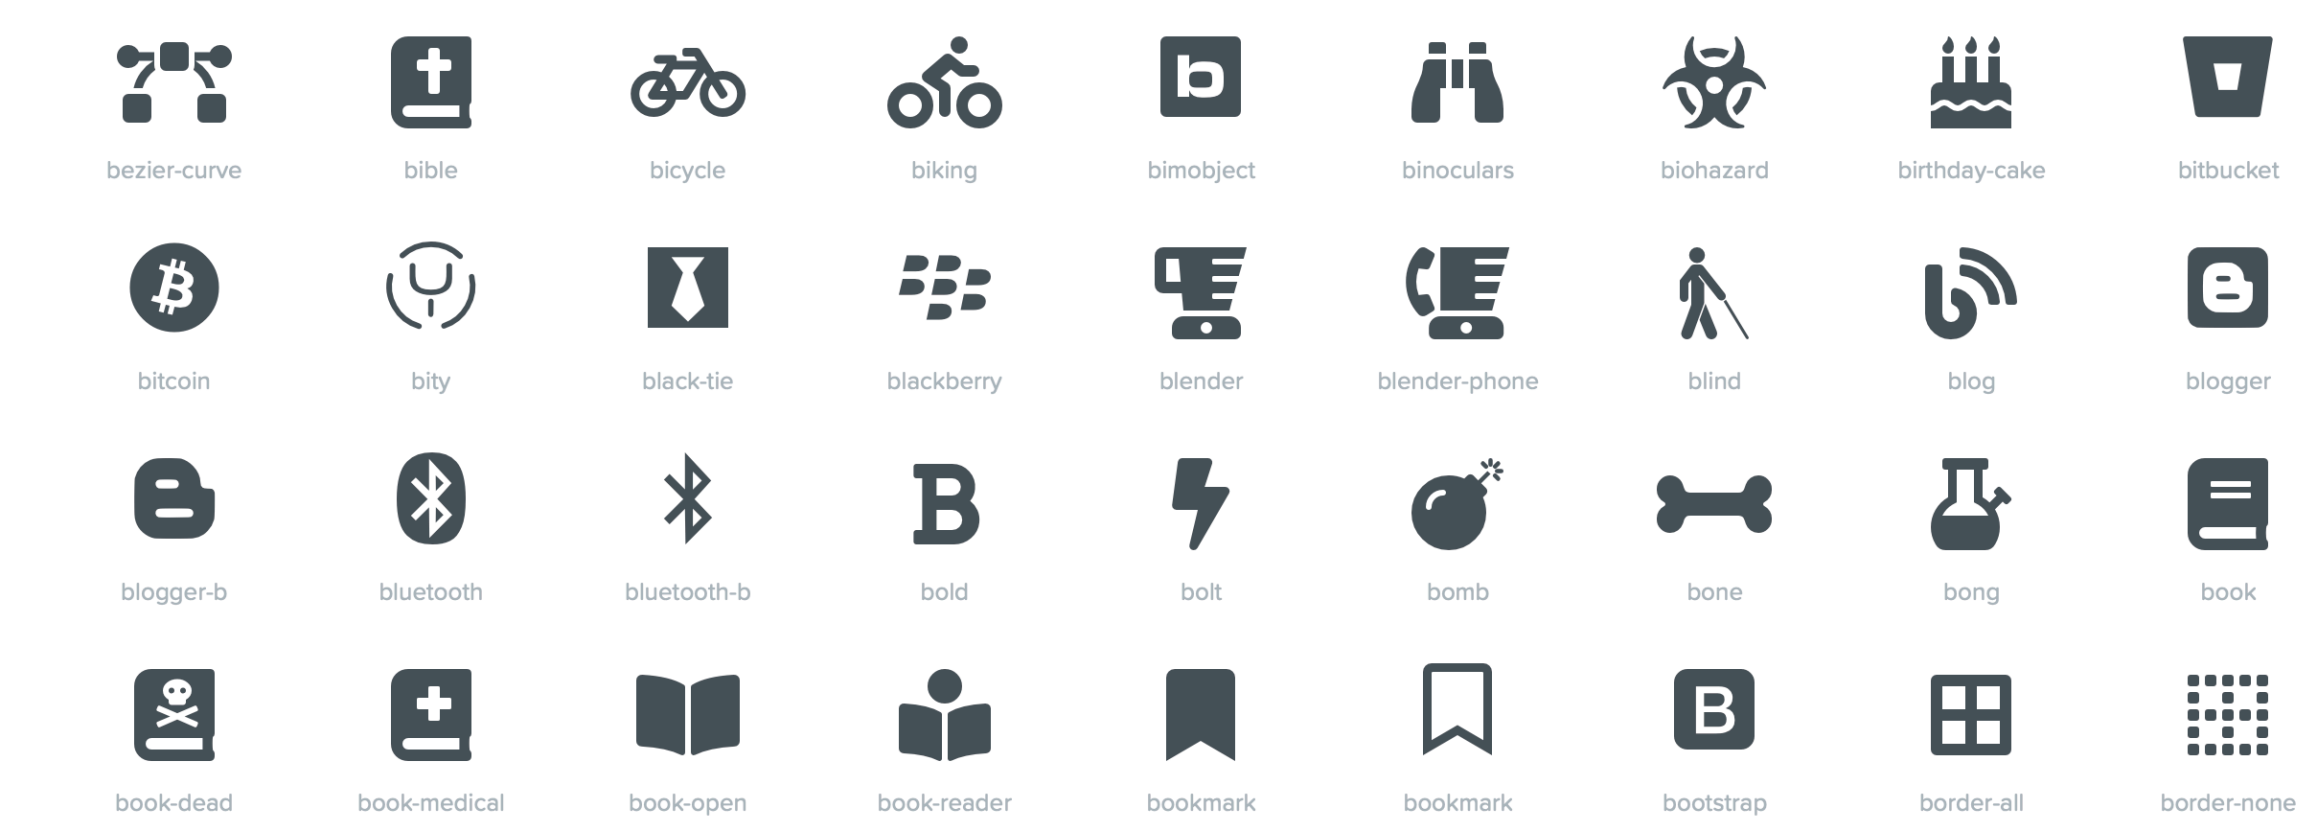 bezier-curve bible bicycle biking bimobject binoculars biohazard birthday-cake bitbucket
bitcoin bity black-tie blackberry blender blender-phone blind blog blogger
blogger-b bluetooth bluetooth-b bold bolt bomb bone bong book
book-dead book-medical book-open book-reader bookmark bookmark bootstrap border-all border-none